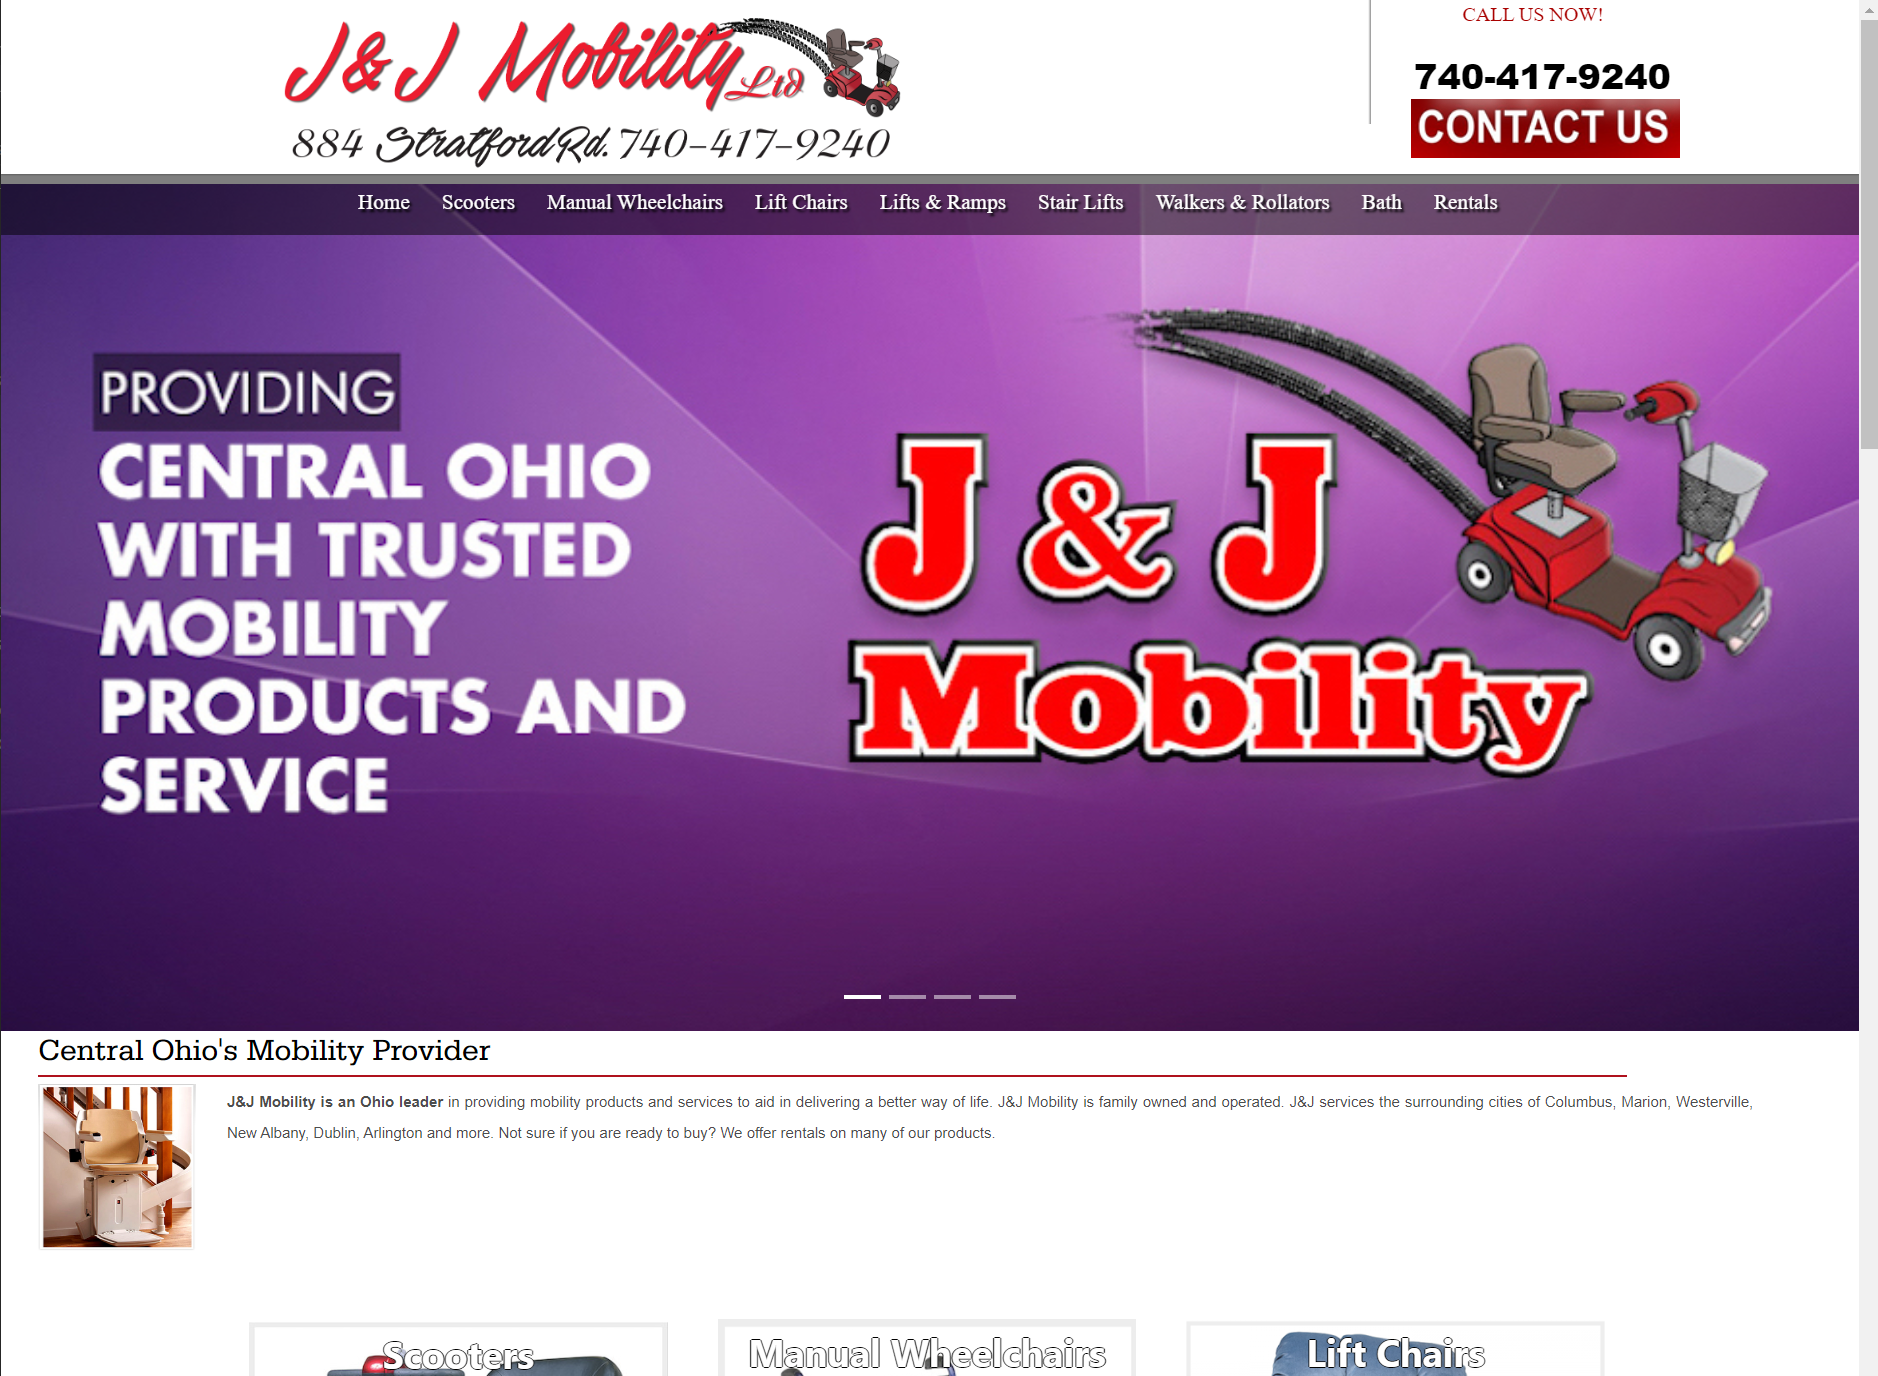 J&J Mobility Ltd
884 Stratford Rd. 740-417-9240
CALL US NOW!
740-417-9240
CONTACT US
Home Scooters Manual Wheelchairs Lift Chairs Lifts & Ramps Stair Lifts Walkers & Rollators Bath Rentals
PROVIDING
CENTRAL OHIO
WITH TRUSTED
MOBILITY
PRODUCTS AND
SERVICE
J & J
Mobility
Central Ohio's Mobility Provider
J&J Mobility is an Ohio leader in providing mobility products and services to aid in delivering a better way of life. J&J Mobility is family owned and operated. J&J services the surrounding cities of Columbus, Marion, Westerville,
New Albany, Dublin, Arlington and more. Not sure if you are ready to buy? We offer rentals on many of our products.
Scooters
Manual Wheelchairs
Lift Chairs